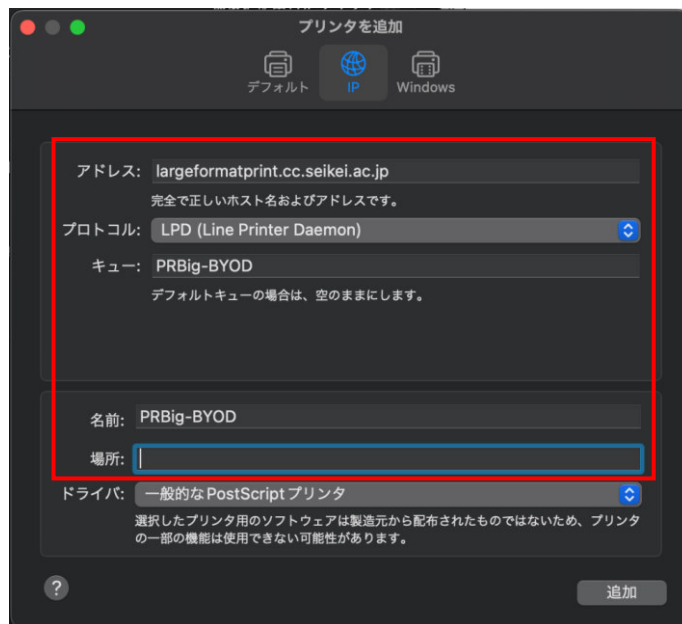 プリンタを追加
デフォルト IP Windows
アドレス: largeformatprint.cc.seikei.ac.jp
完全で正しいホスト名およびアドレスです。
プロトコル: LPD (Line Printer Daemon)
キュー: PRBig-BYOD
デフォルトキューの場合は、空のままにします。
名前: PRBig-BYOD
場所:
ドライバ: 一般的なPostScriptプリンタ
選択したプリンタ用のソフトウェアは製造元から配布されたものではないため、プリンタ
の一部の機能は使用できない可能性があります。
? 追加